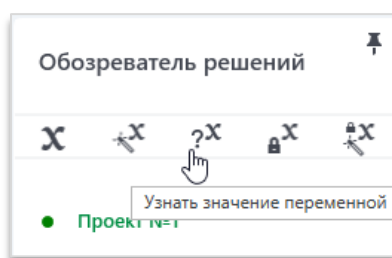 Обозреватель решений
x x ?x x x
Узнать значение переменной
Проект №1